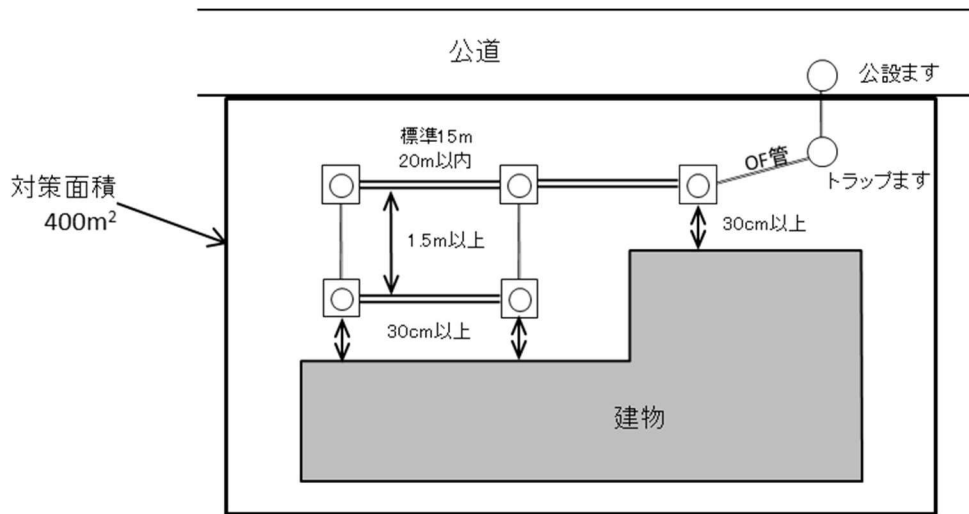 公道
公設ます
標準15m
20m以内
OF管
トラップます
対策面積
400m²
1.5m以上
30cm以上
30cm以上
建物